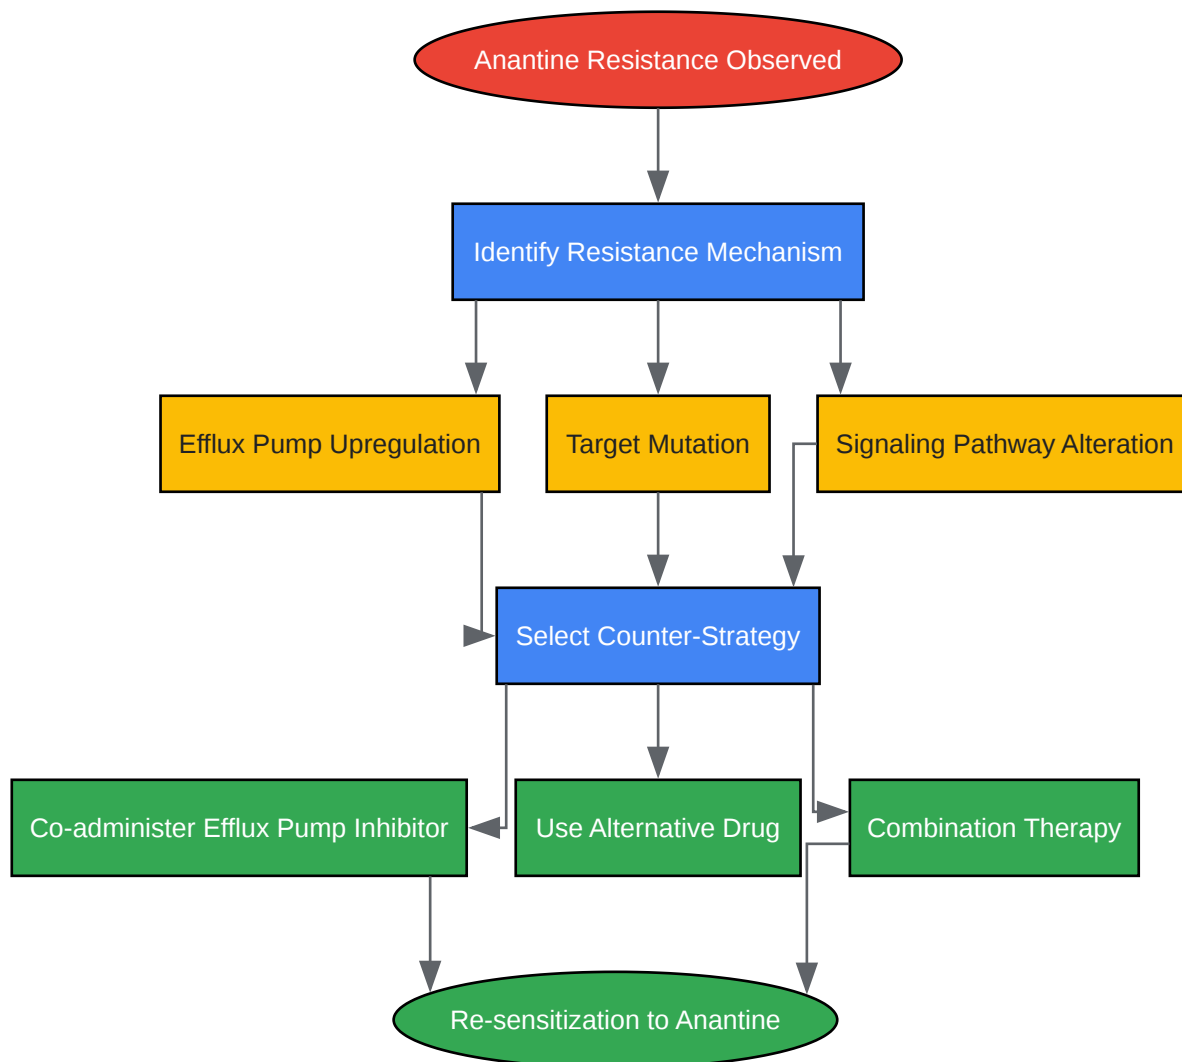 Anantine Resistance Observed
Identify Resistance Mechanism
Efflux Pump Upregulation
Target Mutation
Signaling Pathway Alteration
Select Counter-Strategy
Co-administer Efflux Pump Inhibitor
Use Alternative Drug
Combination Therapy
Re-sensitization to Anantine